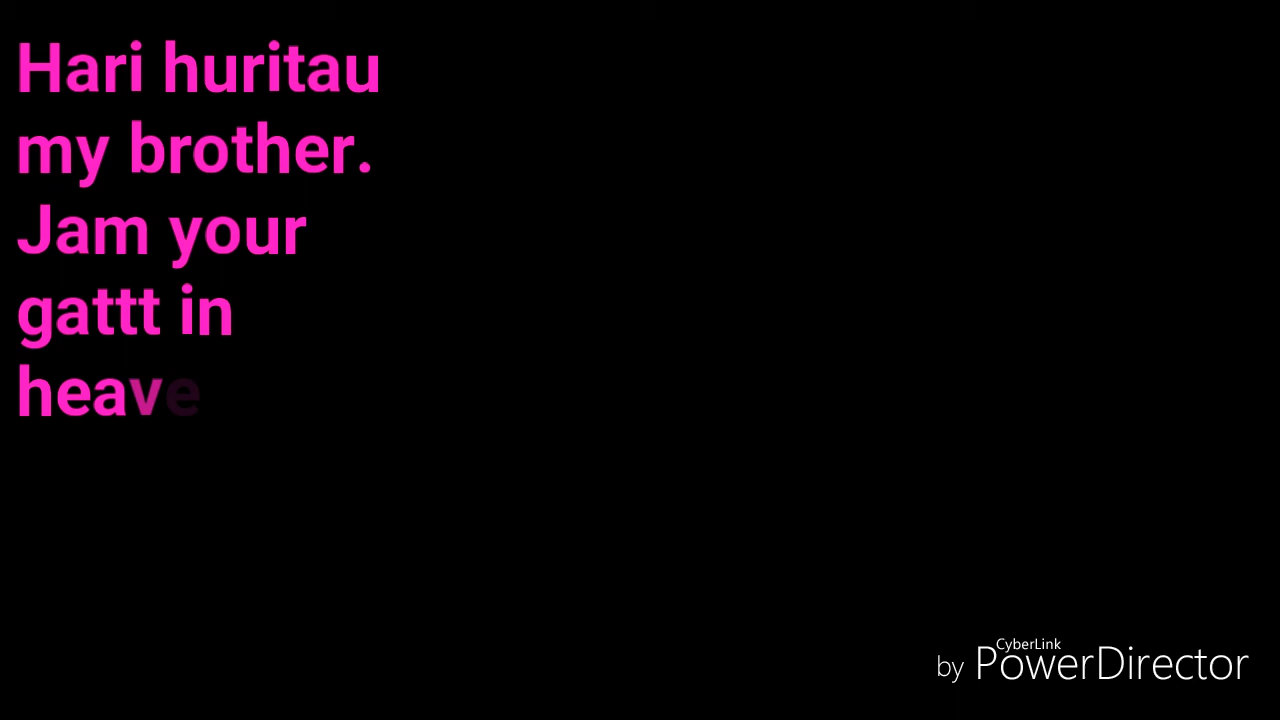 Hari huritau
my brother.
Jam your
gattt in
heave
by CyberLink PowerDirector